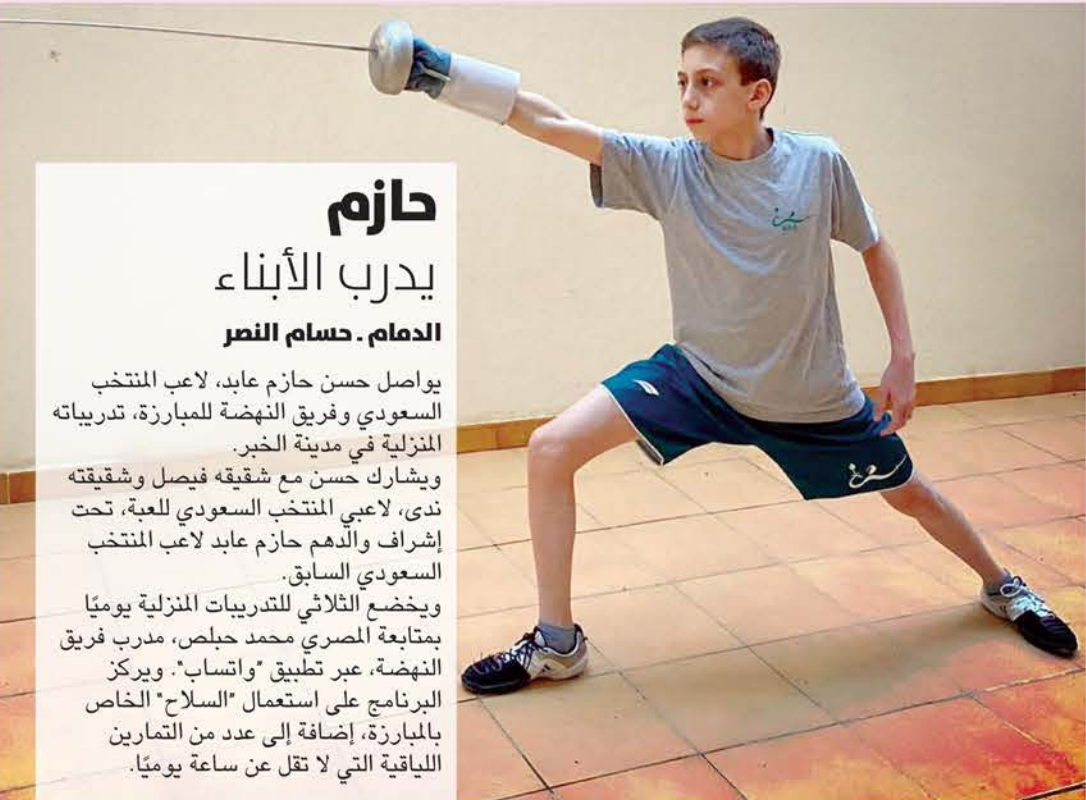 حازم
يدرب الأبناء
الدمام ـ حسام النصر
يواصل حسن حازم عابد، لاعب المنتخب
السعودي وفريق النهضة للمبارزة، تدريباته
المنزلية في مدينة الخبر.
ويشارك حسن مع شقيقه فيصل وشقيقته
ندى، لاعبي المنتخب السعودي للعبة، تحت
إشراف والدهم حازم عابد لاعب المنتخب
السعودي السابق.
ويخضع الثلاثي للتدريبات المنزلية يوميًا
بمتابعة المصري محمد حبلص، مدرب فريق
النهضة، عبر تطبيق "واتساب". ويركز
البرنامج على استعمال "السلاح" الخاص
بالمبارزة، إضافة إلى عدد من التمارين
اللياقية التي لا تقل عن ساعة يوميًا.